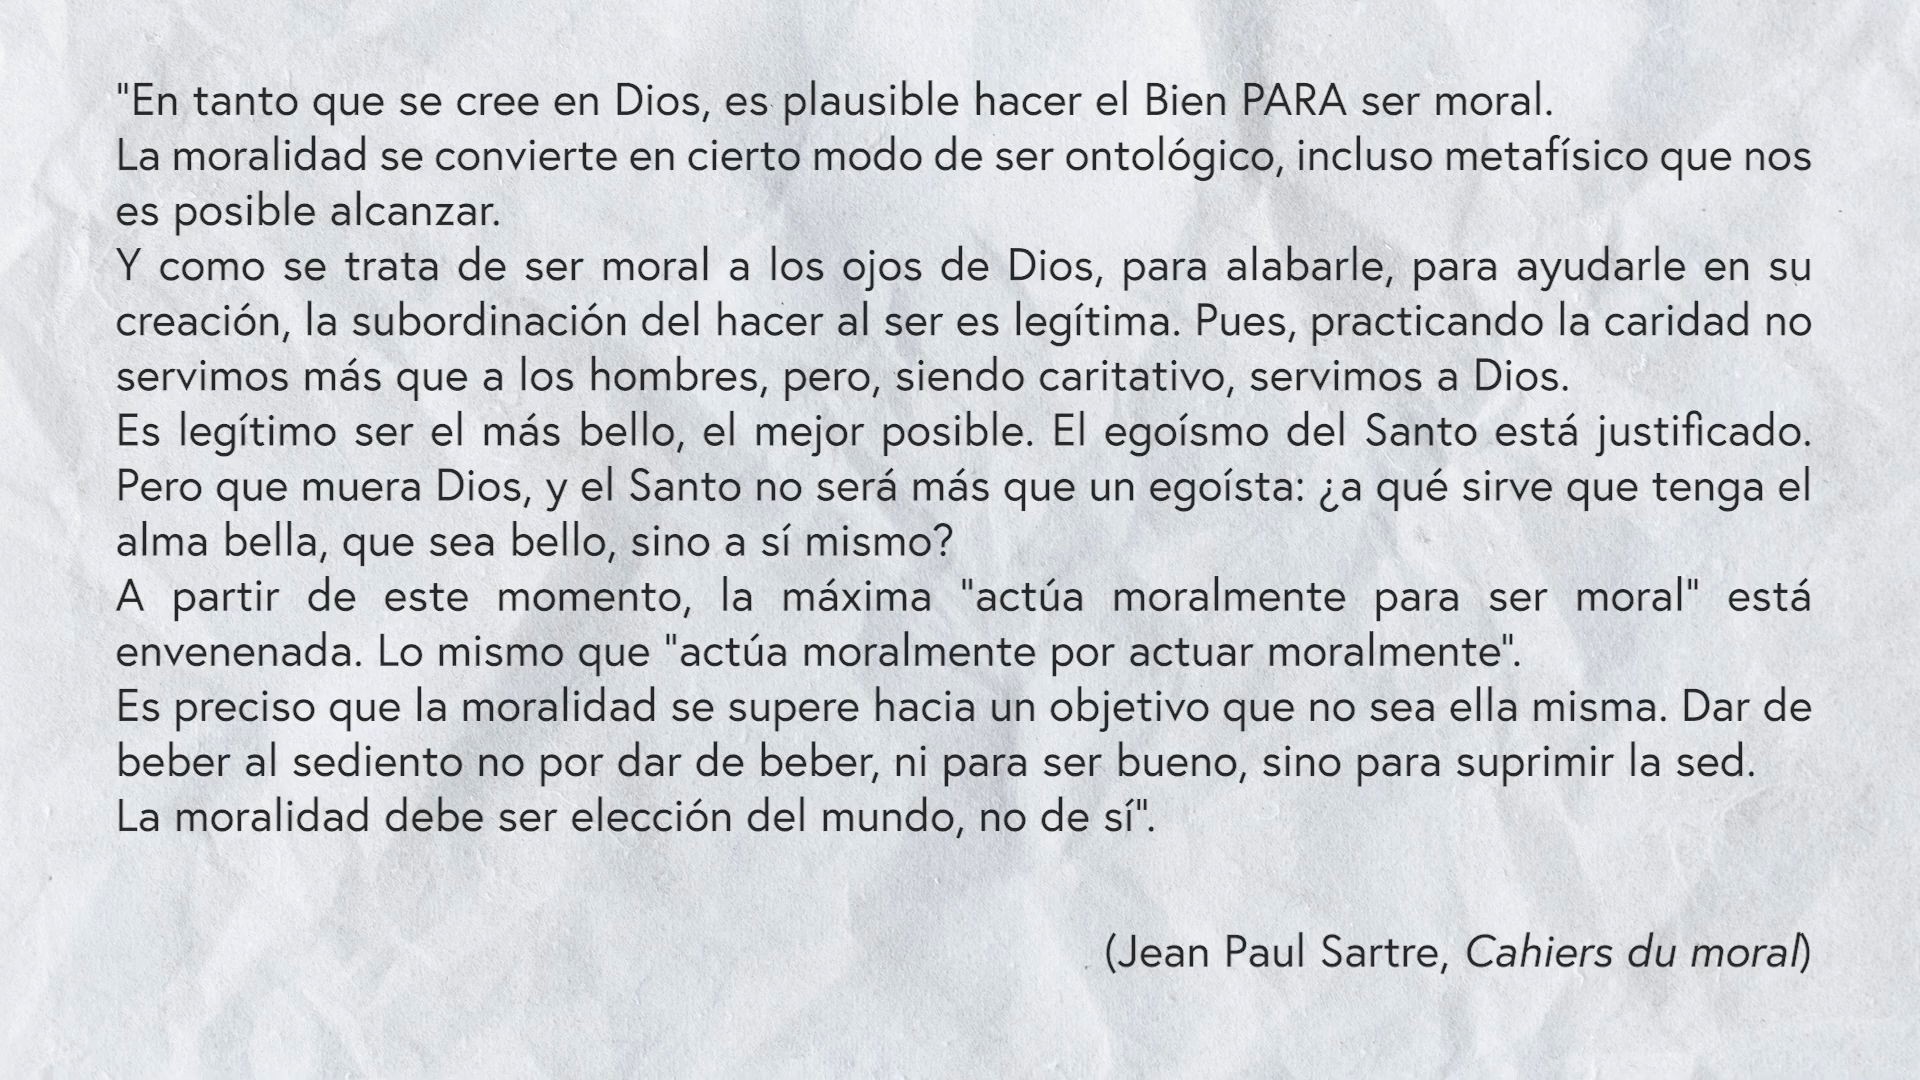 "En tanto que se cree en Dios, es plausible hacer el Bien PARA ser moral.
La moralidad se convierte en cierto modo de ser ontológico, incluso metafísico que nos
es posible alcanzar.
Y como se trata de ser moral a los ojos de Dios, para alabarle, para ayudarle en su
creación, la subordinación del hacer al ser es legítima. Pues, practicando la caridad no
servimos más que a los hombres, pero, siendo caritativo, servimos a Dios.
Es legítimo ser el más bello, el mejor posible. El egoísmo del Santo está justificado.
Pero que muera Dios, y el Santo no será más que un egoísta: ¿a qué sirve que tenga el
alma bella, que sea bello, sino a sí mismo?
A partir de este momento, la máxima "actúa moralmente para ser moral" está
envenenada. Lo mismo que "actúa moralmente por actuar moralmente".
Es preciso que la moralidad se supere hacia un objetivo que no sea ella misma. Dar de
beber al sediento no por dar de beber, ni para ser bueno, sino para suprimir la sed.
La moralidad debe ser elección del mundo, no de sí".
(Jean Paul Sartre, Cahiers du moral)